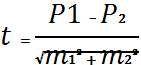 t = P1 - P2
√m1² + m2²